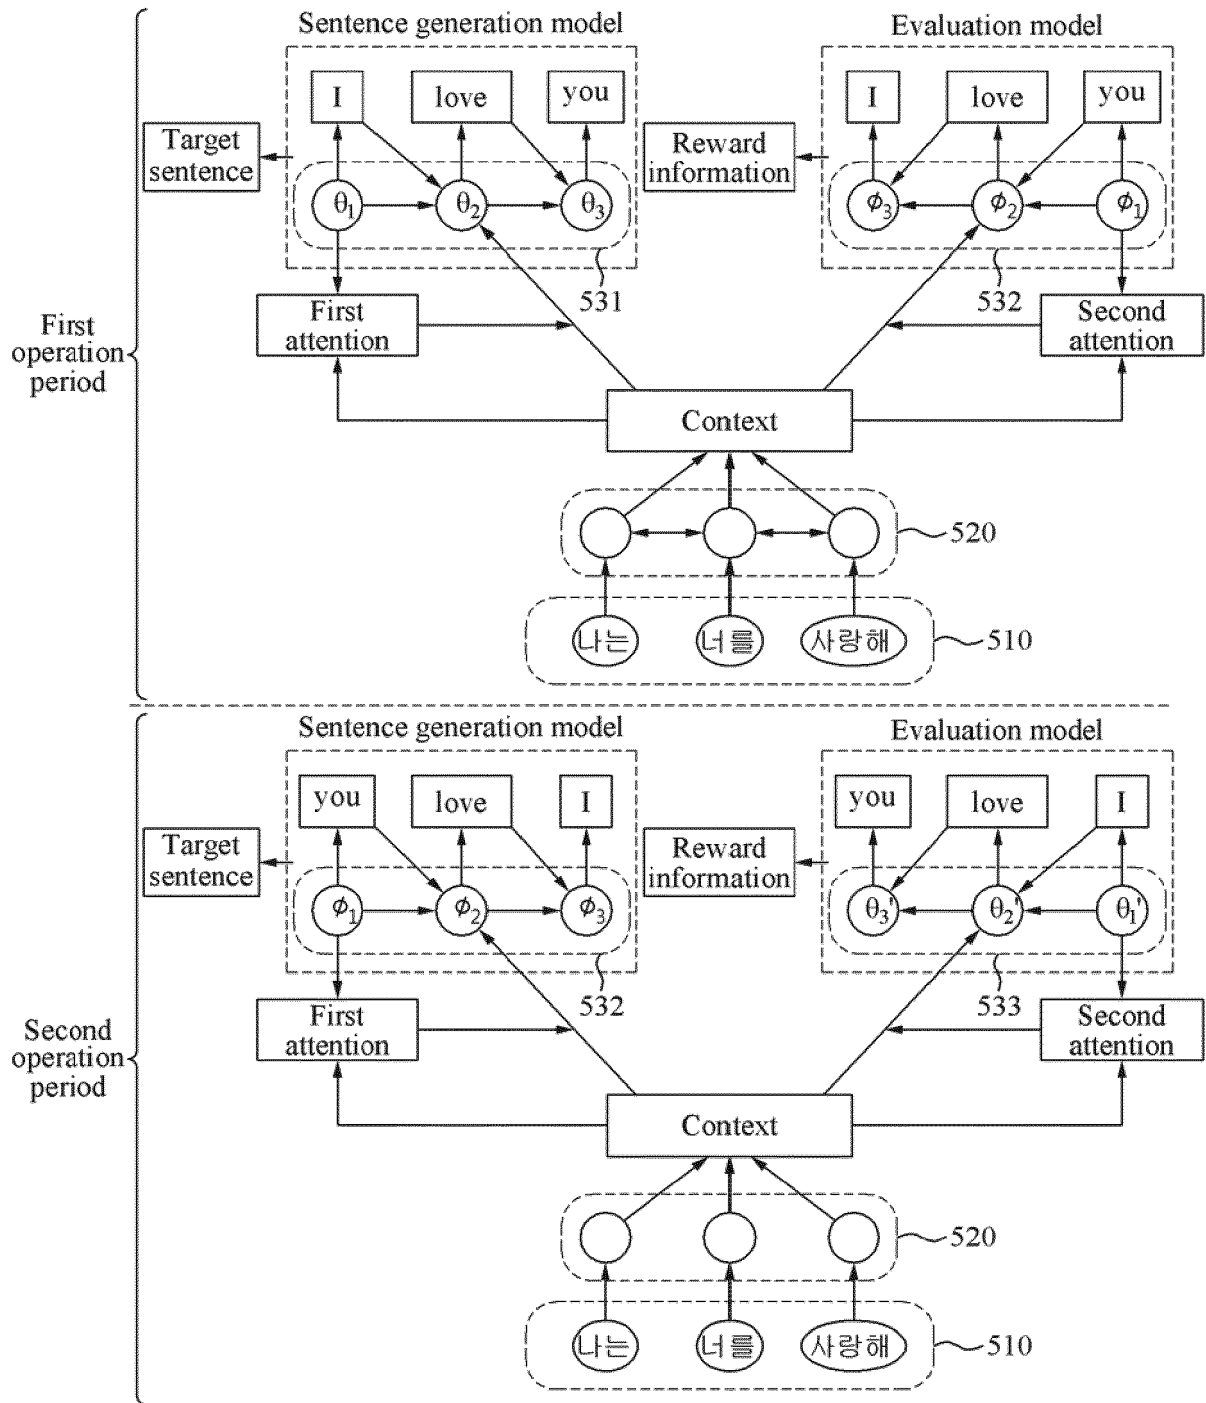 Sentence generation model
Evaluation model
I
love
you
I
love
you
Target
sentence
Reward
information
θ1
θ2
θ3
ϕ3
ϕ2
ϕ1
531
532
First
attention
Second
attention
First
operation
period
Context
520
나는
너를
사랑해
510
Sentence generation model
Evaluation model
you
love
I
you
love
I
Target
sentence
Reward
information
ϕ1
ϕ2
ϕ3
θ3'
θ2'
θ1'
532
533
First
attention
Second
attention
Second
operation
period
Context
520
나는
너를
사랑해
510